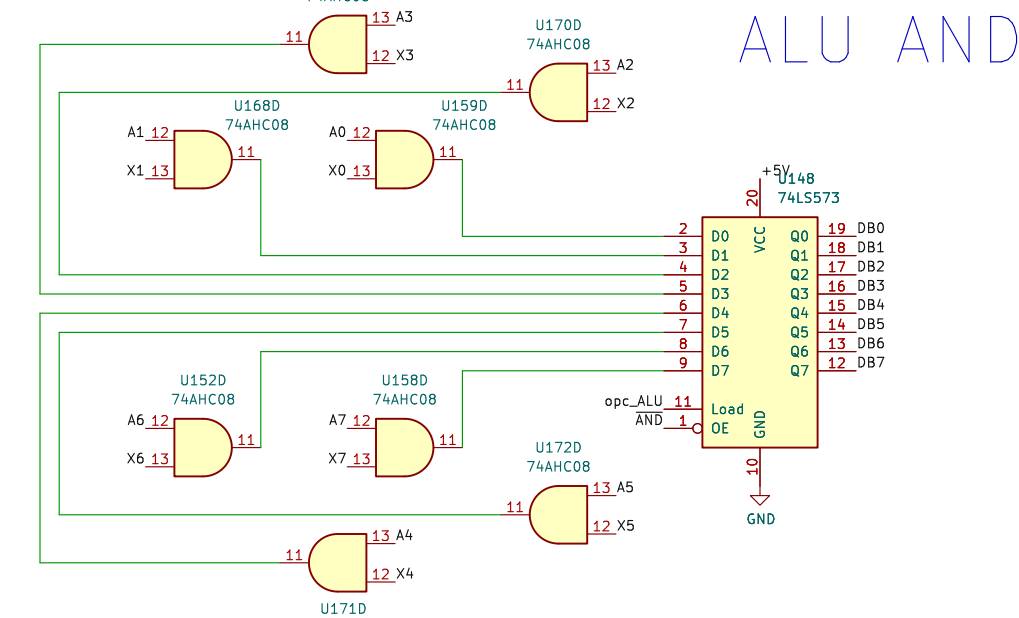 74AHC08
13 A3
11
12 X3
ALU AND
U170D
74AHC08
13 A2
11
12 X2
U168D
74AHC08
A1 12
11
X1 13
U159D
74AHC08
A0 12
11
X0 13
+5V
U148
74LS573
20
VCC
2 D0 Q0 19 DB0
3 D1 Q1 18 DB1
4 D2 Q2 17 DB2
5 D3 Q3 16 DB3
6 D4 Q4 15 DB4
7 D5 Q5 14 DB5
8 D6 Q6 13 DB6
9 D7 Q7 12 DB7
opc_ALU 11 Load
AND 1 OE
GND
10
GND
U152D
74AHC08
A6 12
11
X6 13
U158D
74AHC08
A7 12
11
X7 13
U172D
74AHC08
13 A5
11
12 X5
13 A4
11
12 X4
U171D